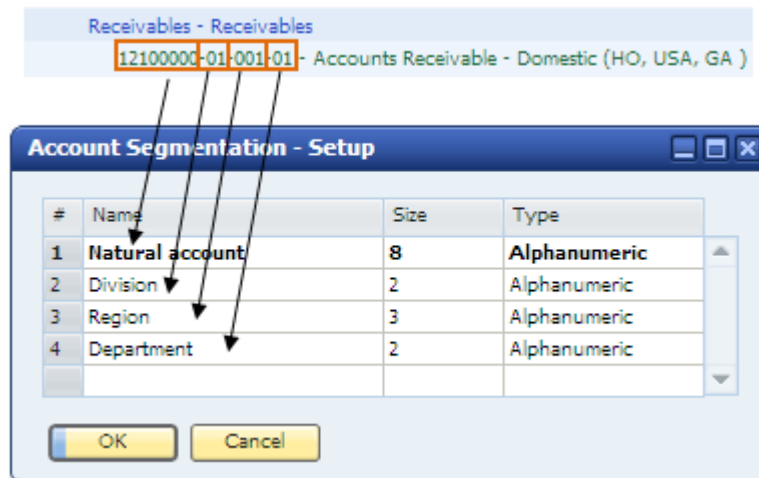 Receivables - Receivables
12100000-01-001-01 - Accounts Receivable - Domestic (HO, USA, GA )
Account Segmentation - Setup
# Name Size Type
1 Natural account 8 Alphanumeric
2 Division 2 Alphanumeric
3 Region 3 Alphanumeric
4 Department 2 Alphanumeric
OK Cancel